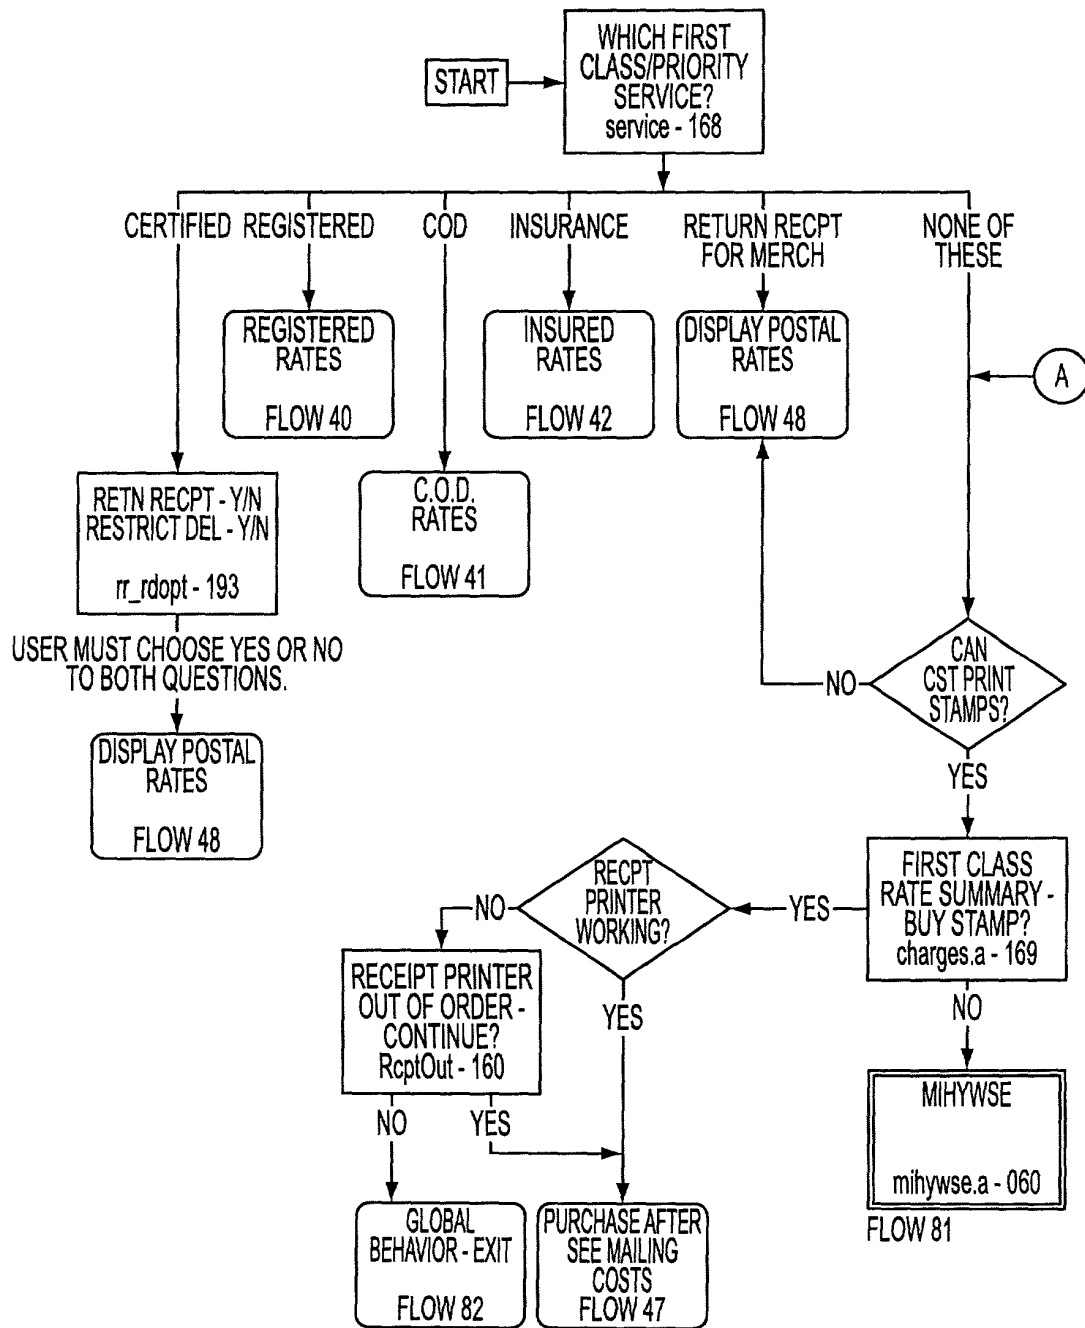 START
WHICH FIRST
CLASS/PRIORITY
SERVICE?
service - 168
CERTIFIED
REGISTERED
COD
INSURANCE
RETURN RECPT
FOR MERCH
NONE OF
THESE
REGISTERED
RATES
FLOW 40
INSURED
RATES
FLOW 42
DISPLAY POSTAL
RATES
FLOW 48
A
RETN RECPT - Y/N
RESTRICT DEL - Y/N
rr_rdopt - 193
C.O.D.
RATES
FLOW 41
USER MUST CHOOSE YES OR NO
TO BOTH QUESTIONS.
DISPLAY POSTAL
RATES
FLOW 48
CAN
CST PRINT
STAMPS?
NO
YES
FIRST CLASS
RATE SUMMARY -
BUY STAMP?
charges.a - 169
YES
RECPT
PRINTER
WORKING?
NO
YES
RECEIPT PRINTER
OUT OF ORDER -
CONTINUE?
RcptOut - 160
NO
YES
NO
MIHYWSE
mihywse.a - 060
FLOW 81
GLOBAL
BEHAVIOR - EXIT
FLOW 82
PURCHASE AFTER
SEE MAILING
COSTS
FLOW 47